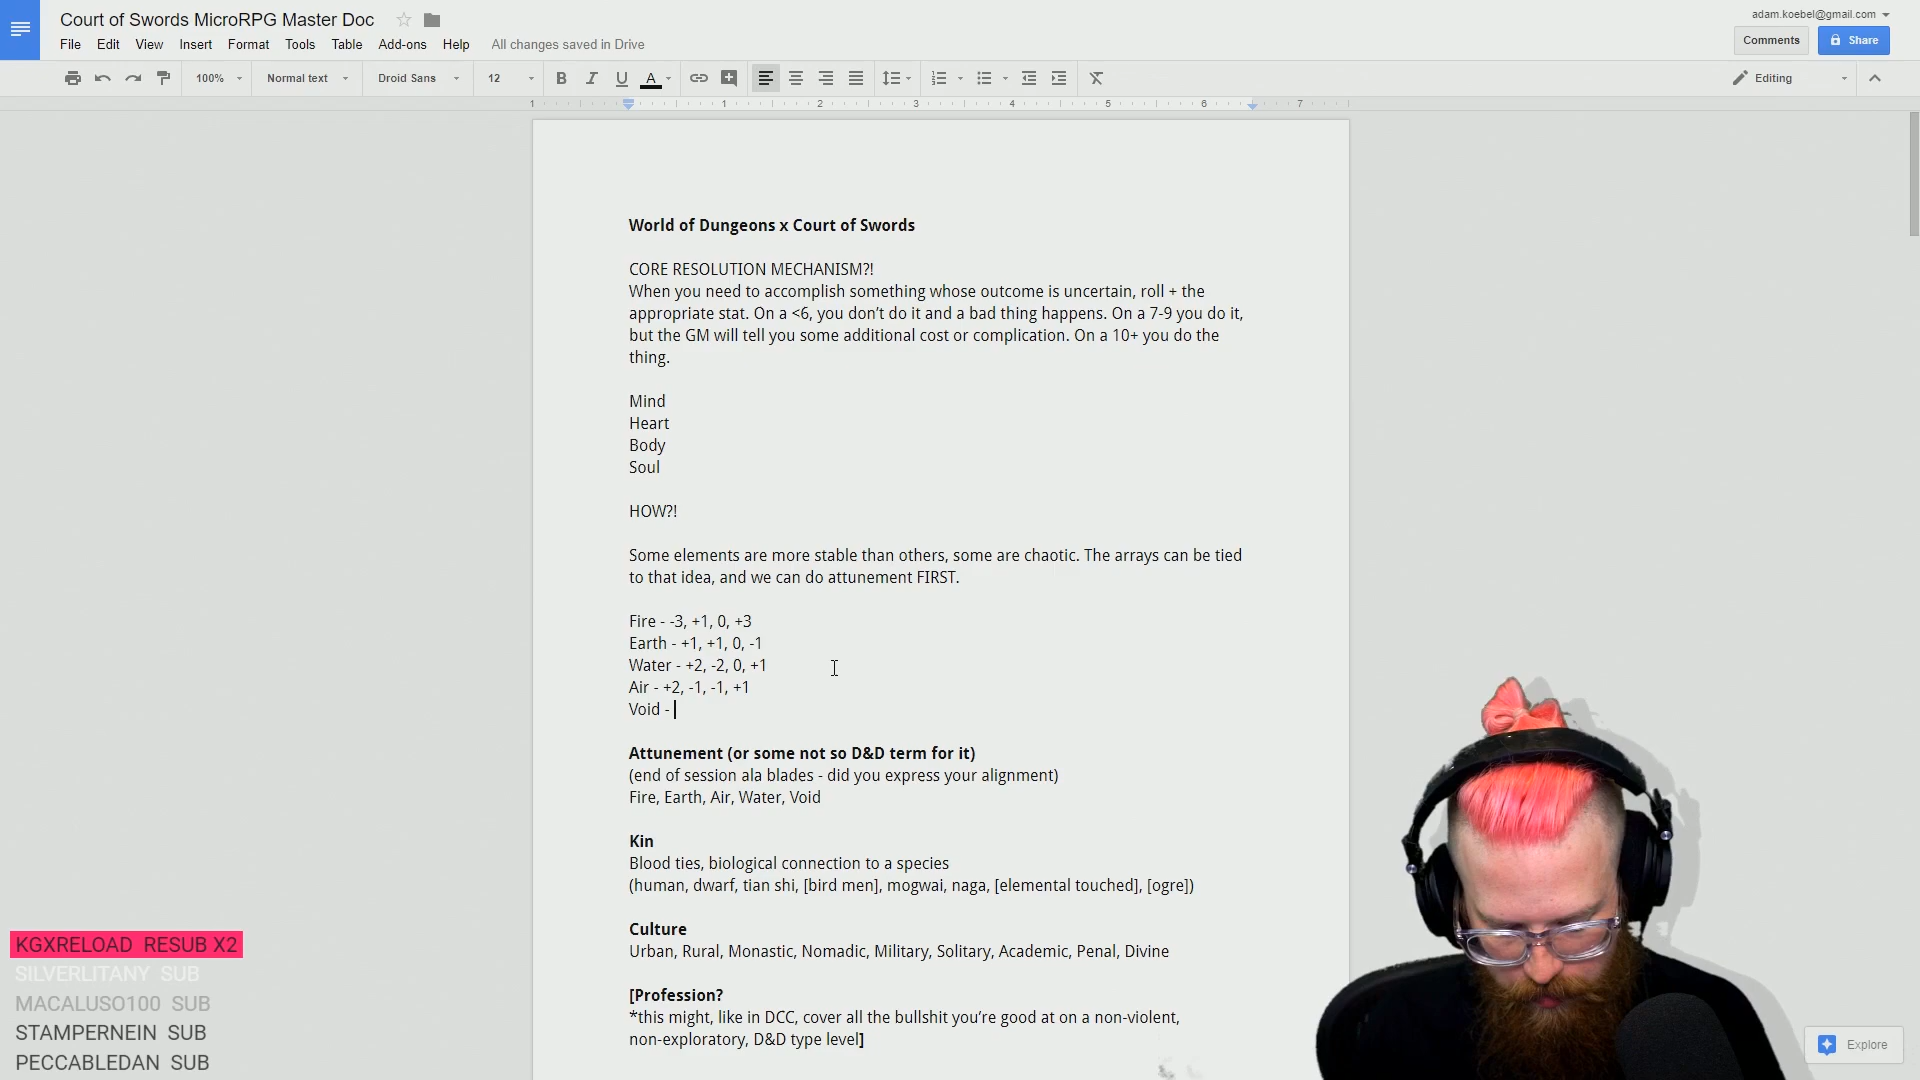 Court of Swords MicroRPG Master Doc
adam.koebel@gmail.com
File Edit View Insert Format Tools Table Add-ons Help All changes saved in Drive
Comments Share
100% Normal text Droid Sans 12 B I U A Editing
1 1 2 3 4 5 6 7
World of Dungeons x Court of Swords
CORE RESOLUTION MECHANISM?!
When you need to accomplish something whose outcome is uncertain, roll + the
appropriate stat. On a <6, you don't do it and a bad thing happens. On a 7-9 you do it,
but the GM will tell you some additional cost or complication. On a 10+ you do the
thing.
Mind
Heart
Body
Soul
HOW?!
Some elements are more stable than others, some are chaotic. The arrays can be tied
to that idea, and we can do attunement FIRST.
Fire - -3, +1, 0, +3
Earth - +1, +1, 0, -1
Water - +2, -2, 0, +1
Air - +2, -1, -1, +1
Void -
Attunement (or some not so D&D term for it)
(end of session ala blades - did you express your alignment)
Fire, Earth, Air, Water, Void
Kin
Blood ties, biological connection to a species
(human, dwarf, tian shi, [bird men], mogwai, naga, [elemental touched], [ogre])
Culture
Urban, Rural, Monastic, Nomadic, Military, Solitary, Academic, Penal, Divine
[Profession?
*this might, like in DCC, cover all the bullshit you're good at on a non-violent,
non-exploratory, D&D type level]
KGXRELOAD RESUB X2
SILVERLITANY SUB
MACALUSO100 SUB
STAMPERNEIN SUB
PECCABLEDAN SUB
Explore